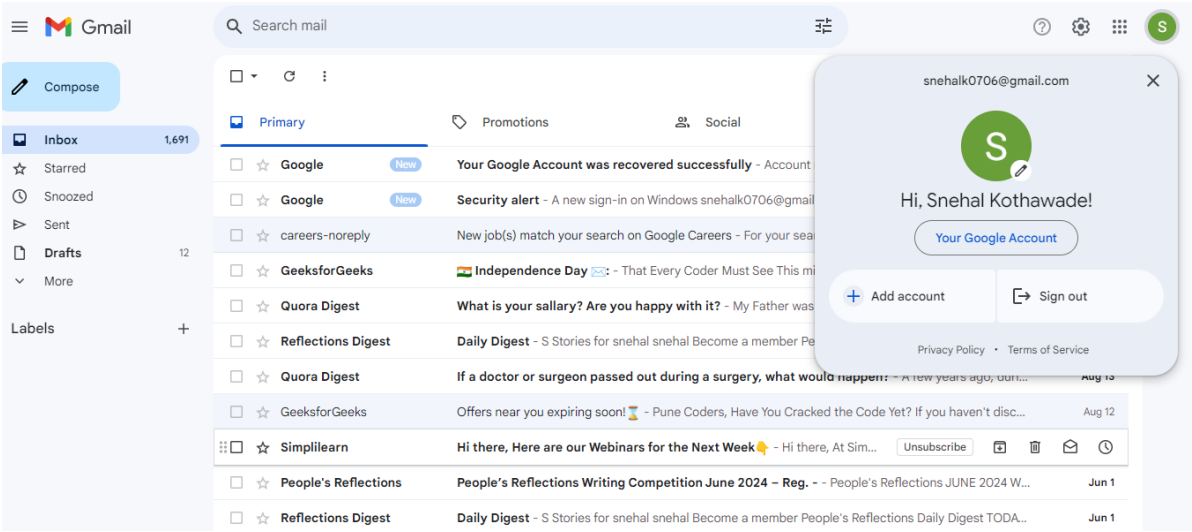 Gmail
Search mail
S
Compose
Inbox 1,691
Starred
Snoozed
Sent
Drafts 12
More
Labels
Primary Promotions Social
Google New Your Google Account was recovered successfully - Account
Google New Security alert - A new sign-in on Windows snehalk0706@gmail
careers-noreply New job(s) match your search on Google Careers - For your sea
GeeksforGeeks 🇮🇳 Independence Day ✉️: - That Every Coder Must See This mi
Quora Digest What is your sallary? Are you happy with it? - My Father was
Reflections Digest Daily Digest - S Stories for snehal snehal Become a member Pe
Quora Digest If a doctor or surgeon passed out during a surgery, what would happen? - A few years ago, duri... Aug 13
GeeksforGeeks Offers near you expiring soon!⌛ - Pune Coders, Have You Cracked the Code Yet? If you haven't disc... Aug 12
Simplilearn Hi there, Here are our Webinars for the Next Week👇 - Hi there, At Sim... Unsubscribe
People's Reflections People's Reflections Writing Competition June 2024 – Reg. - - People's Reflections JUNE 2024 W... Jun 1
Reflections Digest Daily Digest - S Stories for snehal snehal Become a member People's Reflections Daily Digest TODA... Jun 1
snehalk0706@gmail.com
S
Hi, Snehal Kothawade!
Your Google Account
Add account Sign out
Privacy Policy • Terms of Service